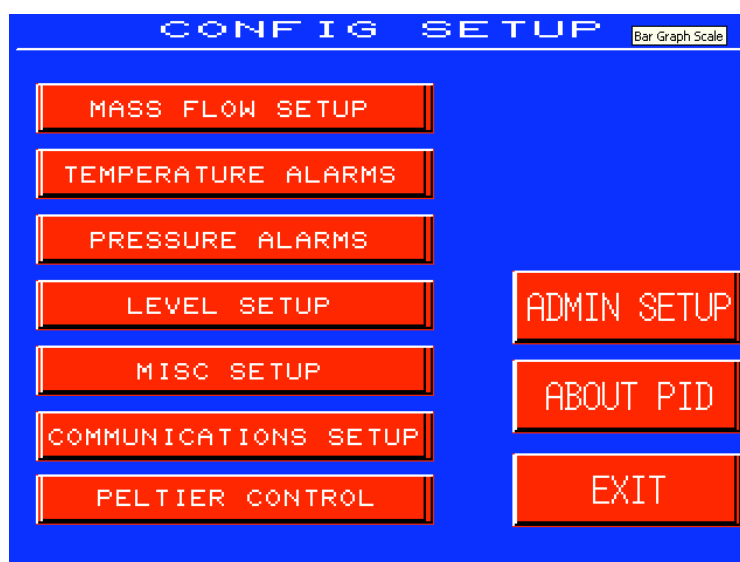 CONFIG SETUP
Bar Graph Scale
MASS FLOW SETUP
TEMPERATURE ALARMS
PRESSURE ALARMS
LEVEL SETUP
MISC SETUP
COMMUNICATIONS SETUP
PELTIER CONTROL
ADMIN SETUP
ABOUT PID
EXIT